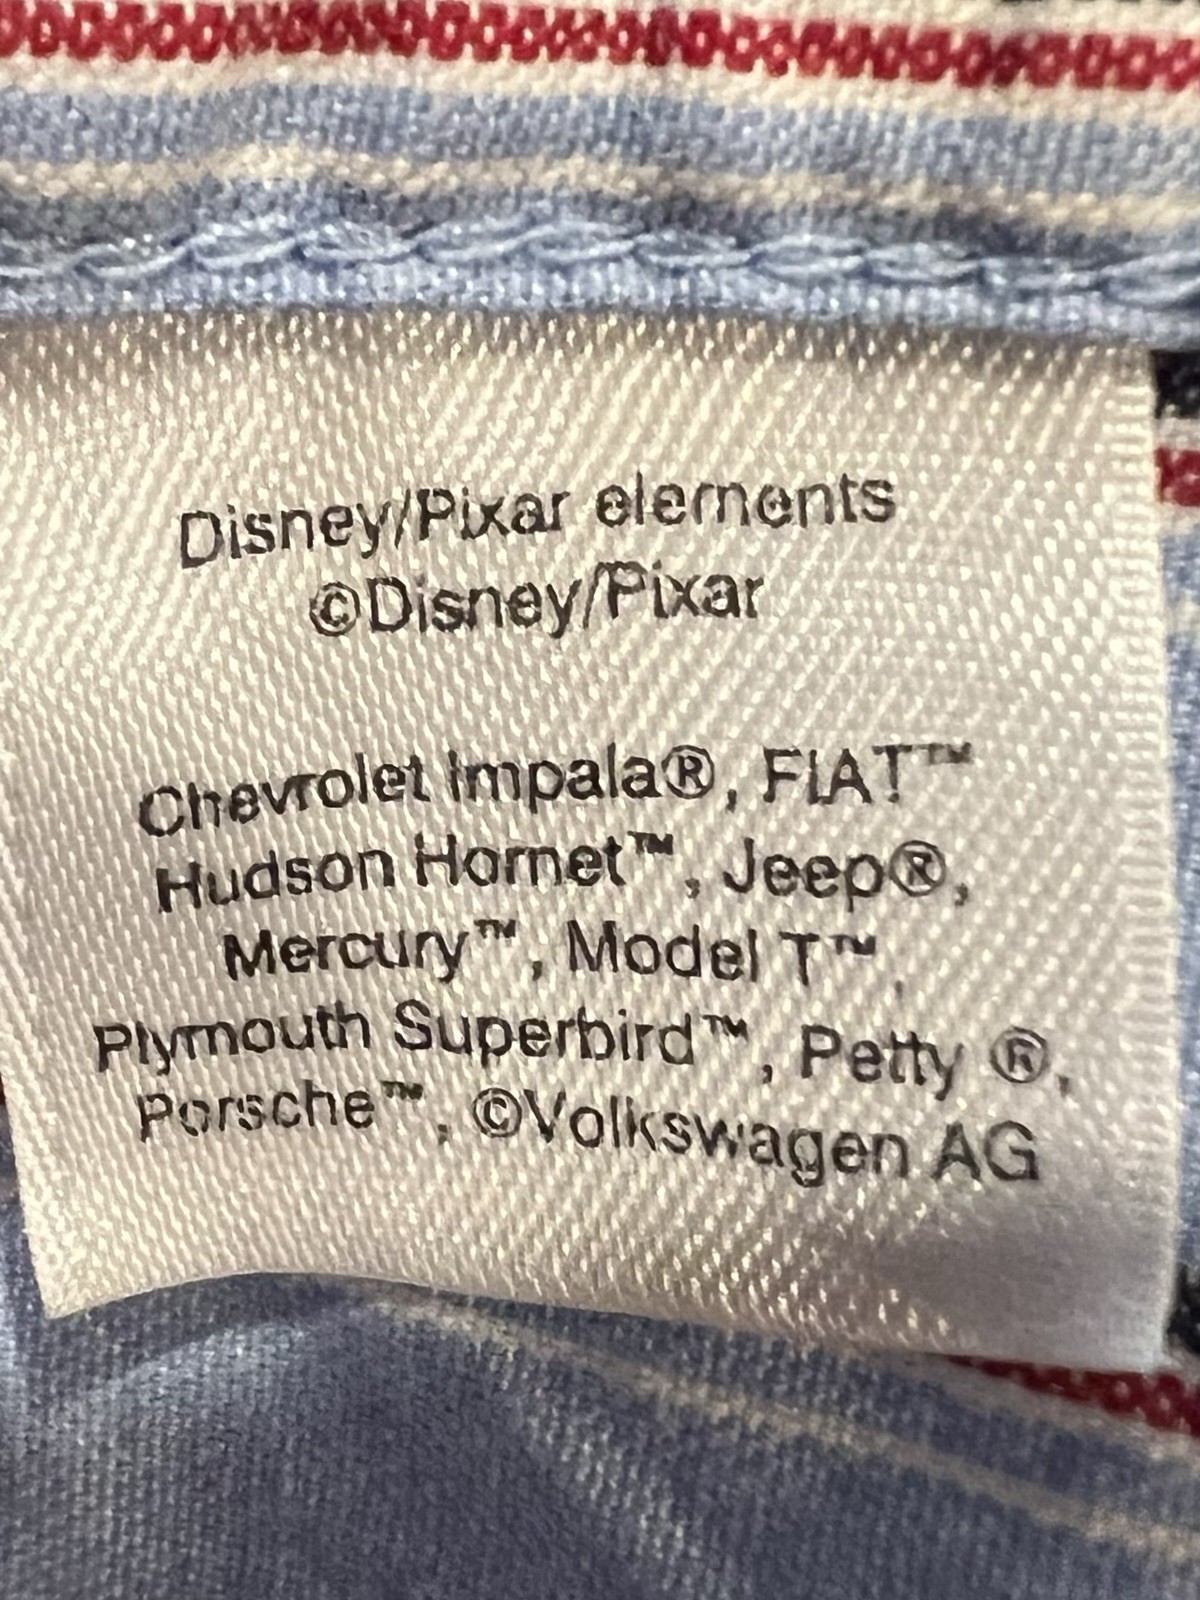 Disney/Pixar elements
©Disney/Pixar
Chevrolet Impala®, FIAT™
Hudson Hornet™, Jeep®,
Mercury™, Model T™,
Plymouth Superbird™, Petty ®,
Porsche™, ©Volkswagen AG